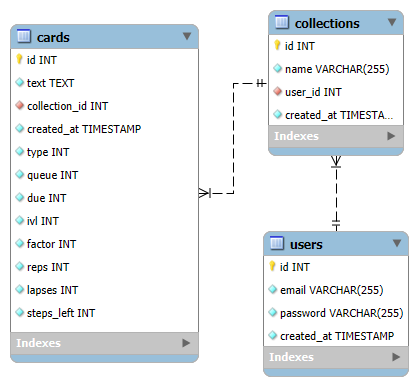 cards
id INT
text TEXT
collection_id INT
created_at TIMESTAMP
type INT
queue INT
due INT
ivl INT
factor INT
reps INT
lapses INT
steps_left INT
Indexes
collections
id INT
name VARCHAR(255)
user_id INT
created_at TIMESTA...
Indexes
users
id INT
email VARCHAR(255)
password VARCHAR(255)
created_at TIMESTAMP
Indexes